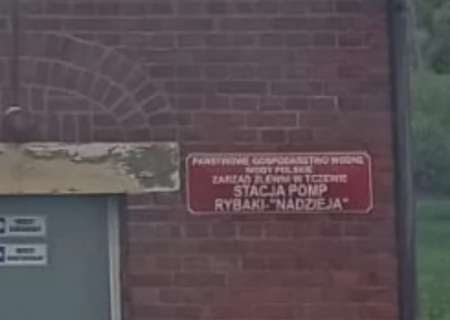 PAŃSTWOWE GOSPODARSTWO WODNE
WODY POLSKIE
ZARZĄD ZLEWNI W TCZEWIE
STACJA POMP
RYBAKI-"NADZIEJA"